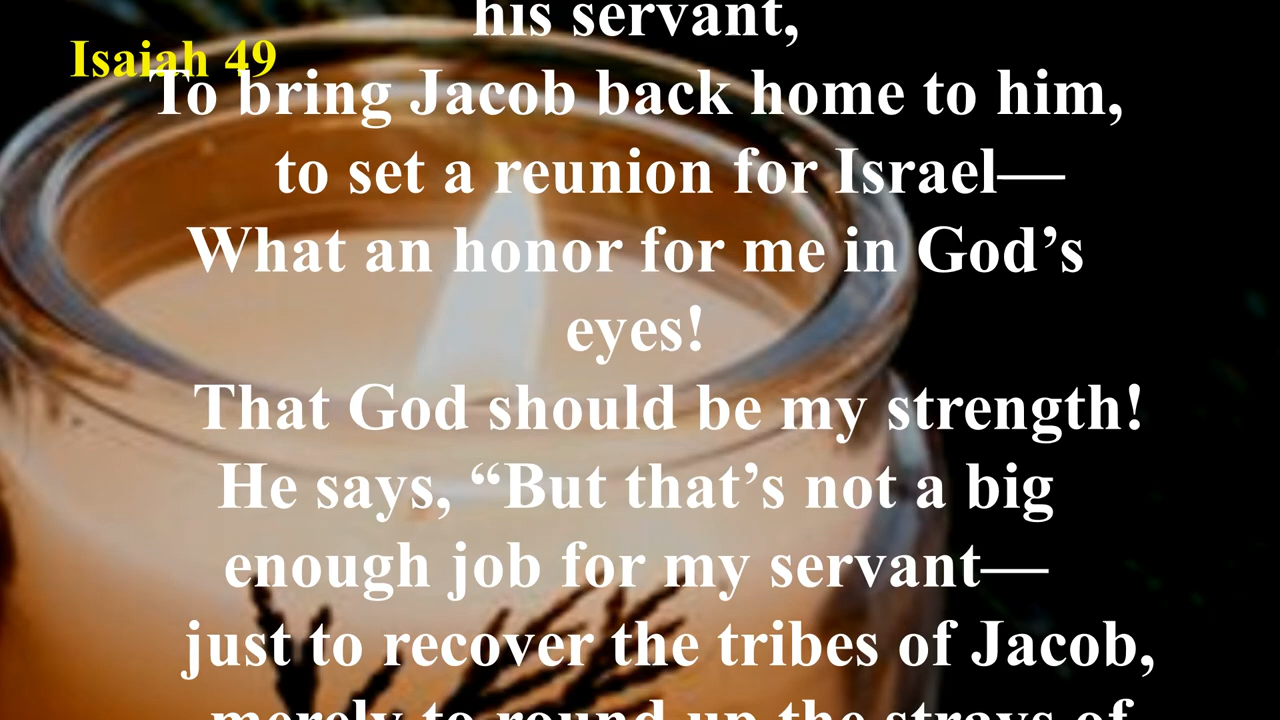 his servant,
Isaiah 49
To bring Jacob back home to him,
to set a reunion for Israel—
What an honor for me in God’s
eyes!
That God should be my strength!
He says, “But that’s not a big
enough job for my servant—
just to recover the tribes of Jacob,
merely to round up the strays of